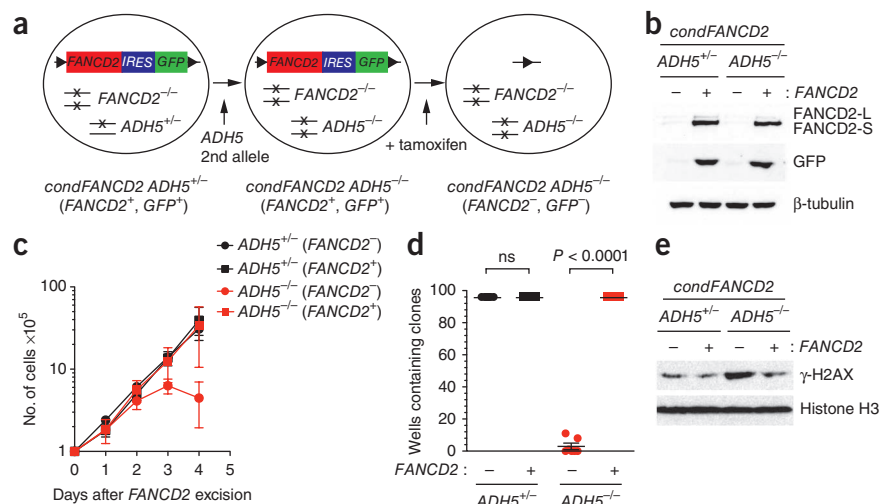 a
FANCD2 IRES GFP
FANCD2 IRES GFP
FANCD2−/−
FANCD2−/−
FANCD2−/−
ADH5+/−
ADH5−/−
ADH5−/−
ADH5
2nd allele
+ tamoxifen
condFANCD2 ADH5+/−
(FANCD2+, GFP+)
condFANCD2 ADH5−/−
(FANCD2+, GFP+)
condFANCD2 ADH5−/−
(FANCD2−, GFP−)
b
condFANCD2
ADH5+/− ADH5−/−
− + − + : FANCD2
FANCD2-L
FANCD2-S
GFP
β-tubulin
c
ADH5+/− (FANCD2−)
ADH5+/− (FANCD2+)
ADH5−/− (FANCD2−)
ADH5−/− (FANCD2+)
No. of cells ×10⁵
100
10
1
0 1 2 3 4 5
Days after FANCD2 excision
d
ns P < 0.0001
Wells containing clones
100
80
60
40
20
0
FANCD2 : − + − +
ADH5+/− ADH5−/−
e
condFANCD2
ADH5+/− ADH5−/−
− + − + : FANCD2
γ-H2AX
Histone H3